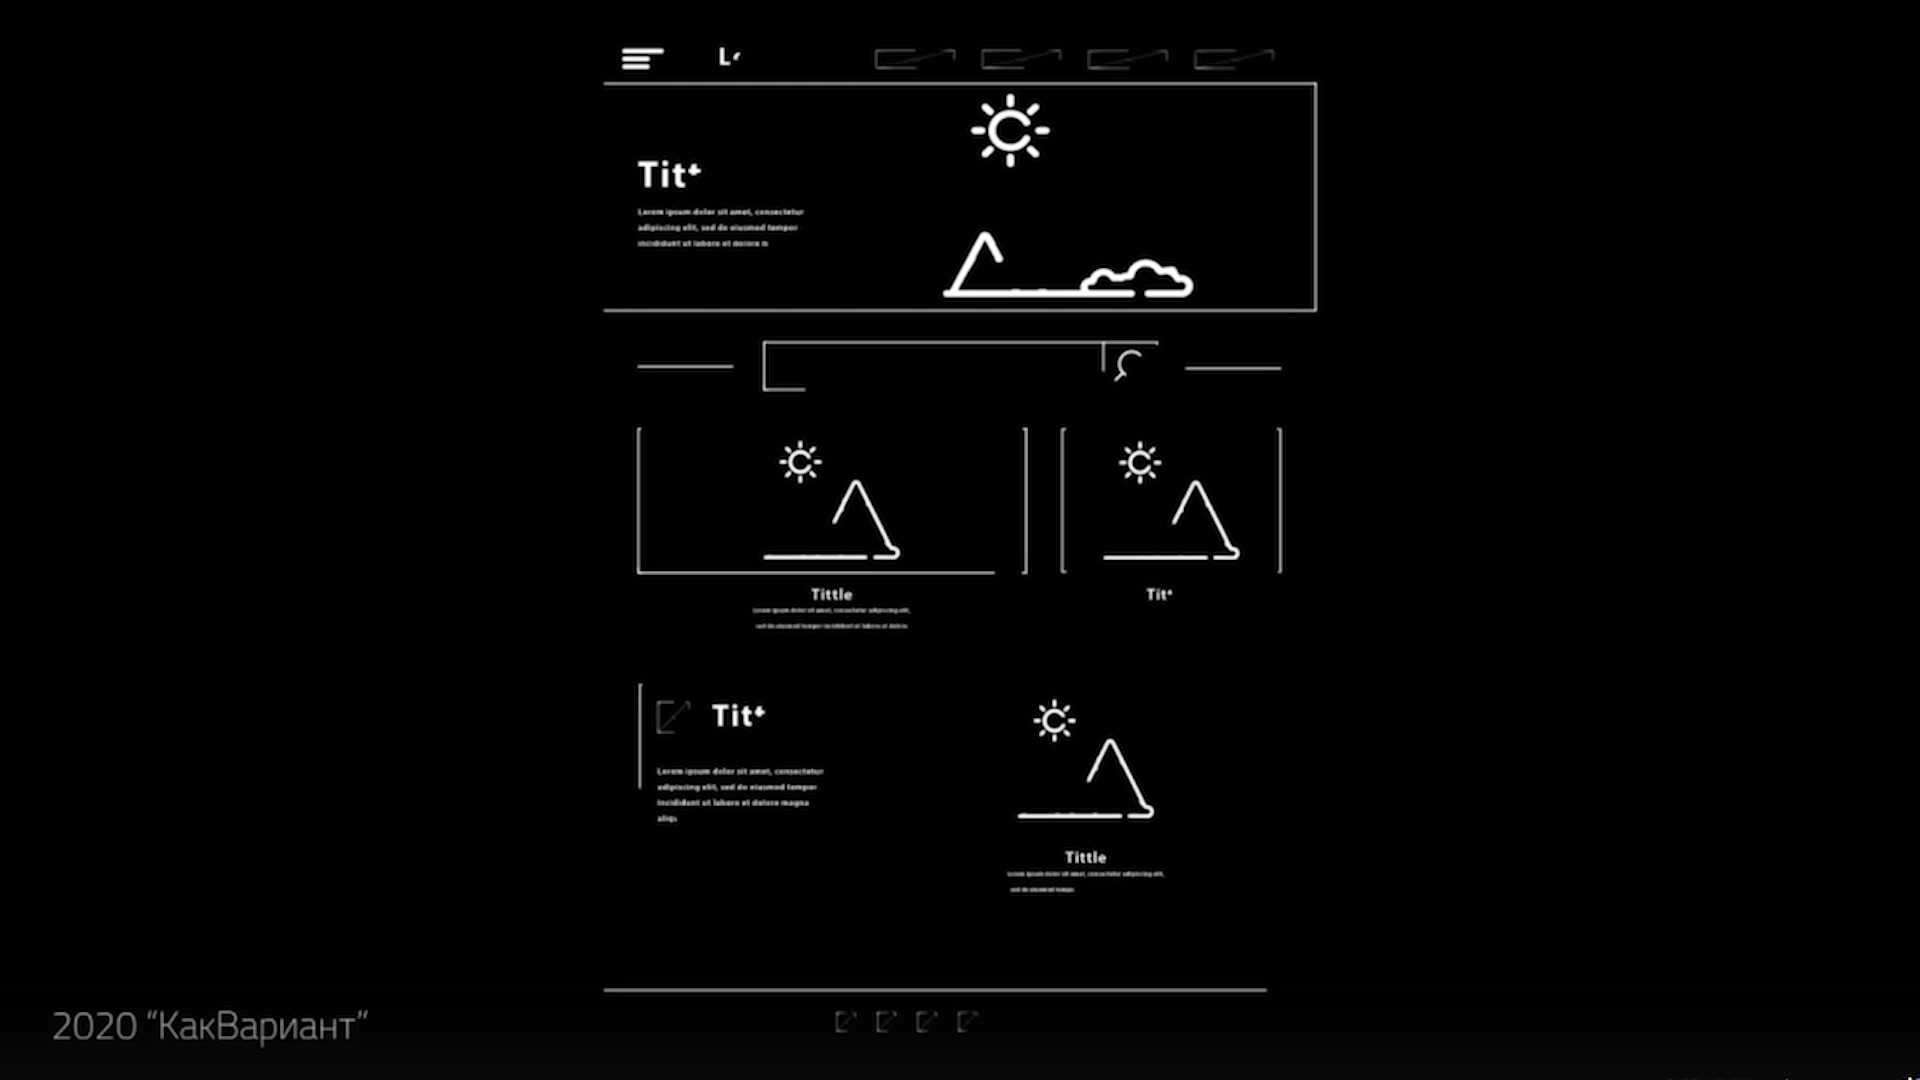 L
Tit
Lorem ipsum dolor sit amet, consectetur
adipiscing elit, sed do eiusmod tempor
incididunt ut labore et dolore m
Tittle
Tit
Lorem ipsum dolor sit amet, consectetur adipiscing elit,
sed do eiusmod tempor incididunt ut labore et dolore
Tit
Lorem ipsum dolor sit amet, consectetur
adipiscing elit, sed do eiusmod tempor
incididunt ut labore et dolore magna
aliqu
Tittle
Lorem ipsum dolor sit amet, consectetur adipiscing elit,
sed do eiusmod tempo
2020 “КакВариант”